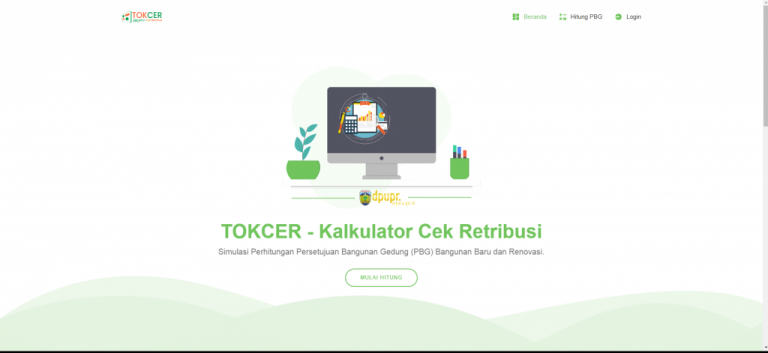 TOKCER
Beranda
Hitung PBG
Login
dpupr.
TOKCER - Kalkulator Cek Retribusi
Simulasi Perhitungan Persetujuan Bangunan Gedung (PBG) Bangunan Baru dan Renovasi.
MULAI HITUNG